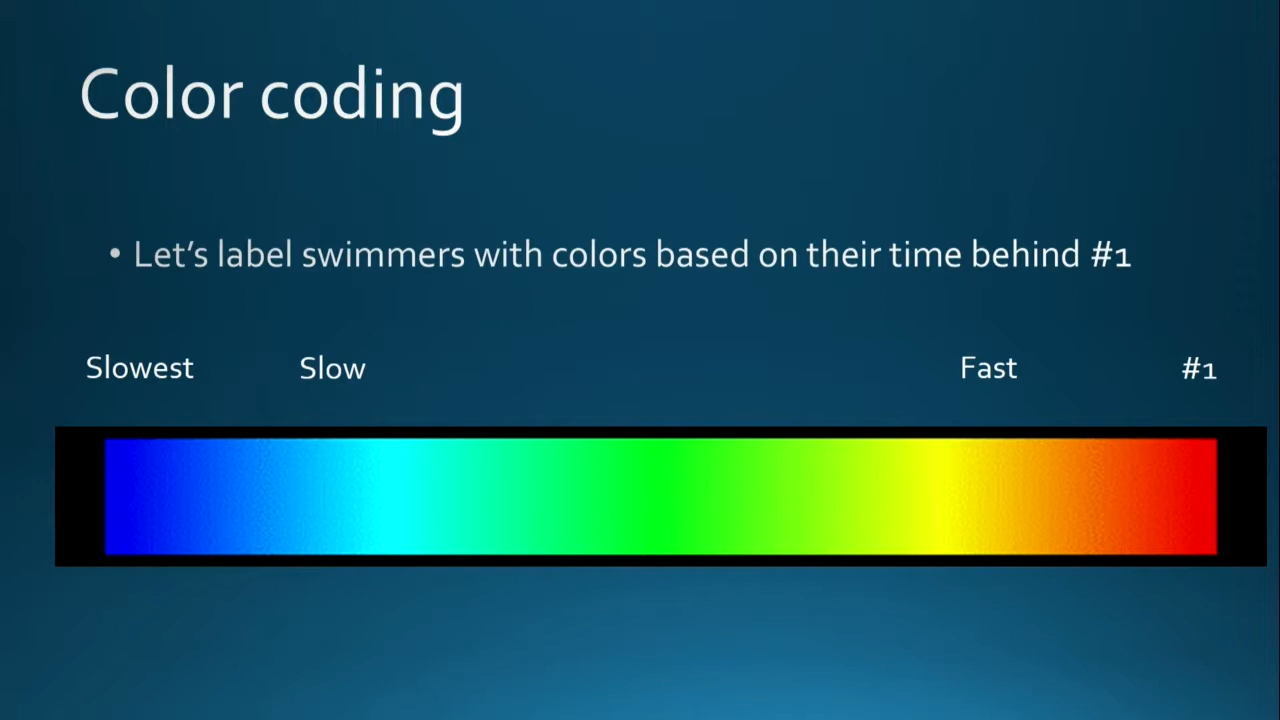 Color coding
• Let's label swimmers with colors based on their time behind #1
Slowest Slow Fast #1